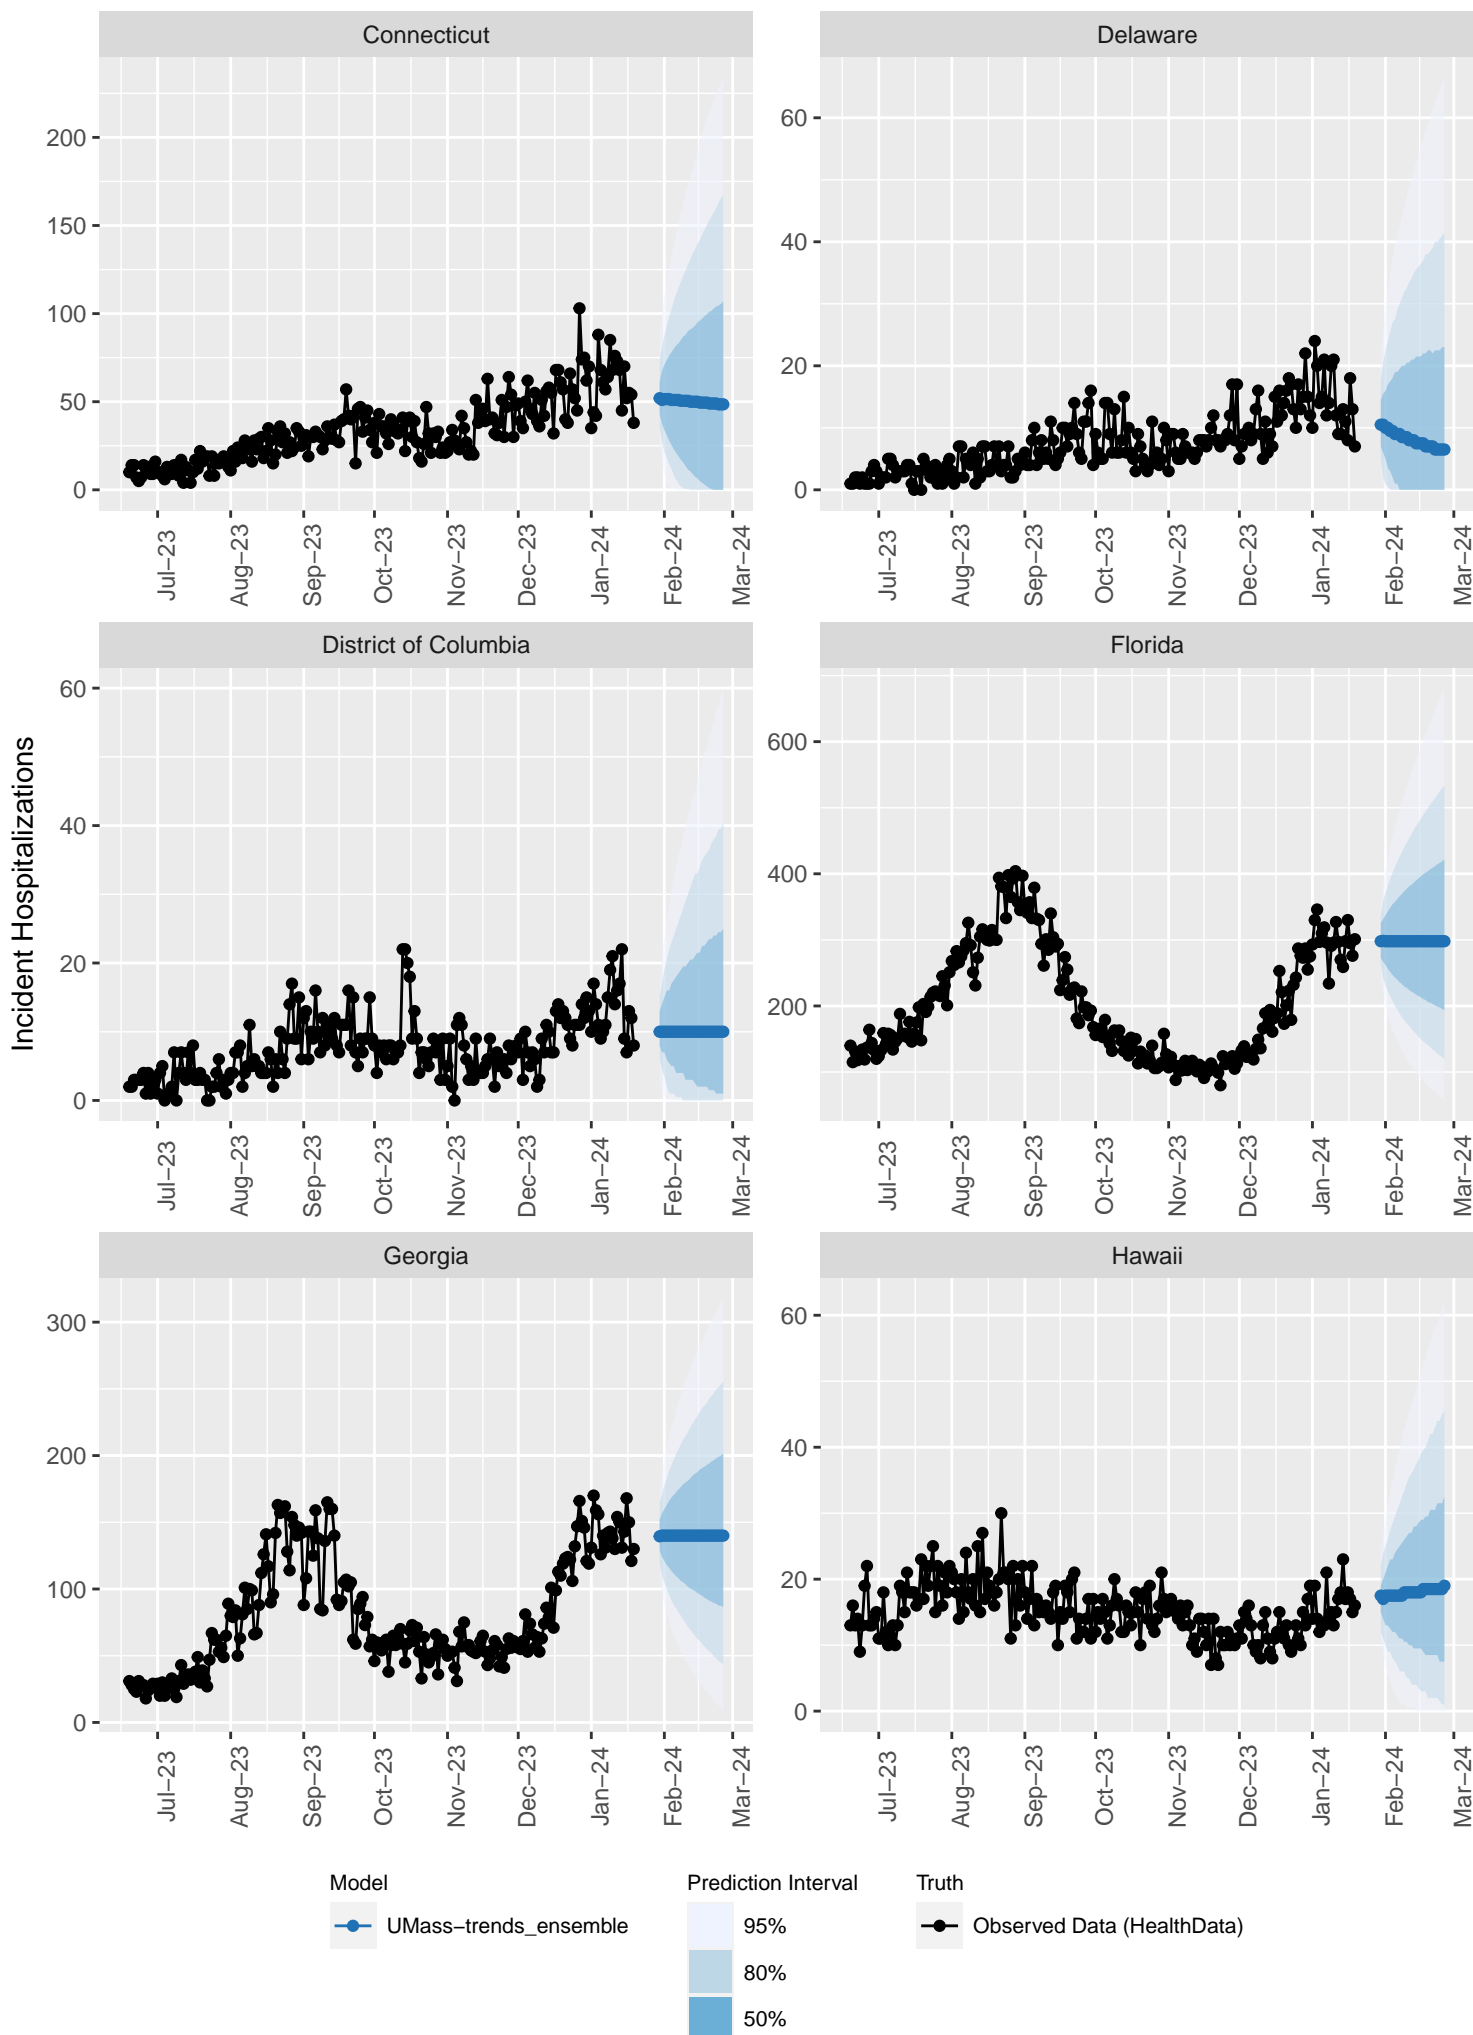 Connecticut
Delaware
200
150
100
50
0
60
40
20
0
Jul−23
Aug−23
Sep−23
Oct−23
Nov−23
Dec−23
Jan−24
Feb−24
Mar−24
Jul−23
Aug−23
Sep−23
Oct−23
Nov−23
Dec−23
Jan−24
Feb−24
Mar−24
District of Columbia
Florida
Incident Hospitalizations
60
40
20
0
600
400
200
Jul−23
Aug−23
Sep−23
Oct−23
Nov−23
Dec−23
Jan−24
Feb−24
Mar−24
Jul−23
Aug−23
Sep−23
Oct−23
Nov−23
Dec−23
Jan−24
Feb−24
Mar−24
Georgia
Hawaii
300
200
100
0
60
40
20
0
Jul−23
Aug−23
Sep−23
Oct−23
Nov−23
Dec−23
Jan−24
Feb−24
Mar−24
Jul−23
Aug−23
Sep−23
Oct−23
Nov−23
Dec−23
Jan−24
Feb−24
Mar−24
Model
UMass−trends_ensemble
Prediction Interval
95%
80%
50%
Truth
Observed Data (HealthData)